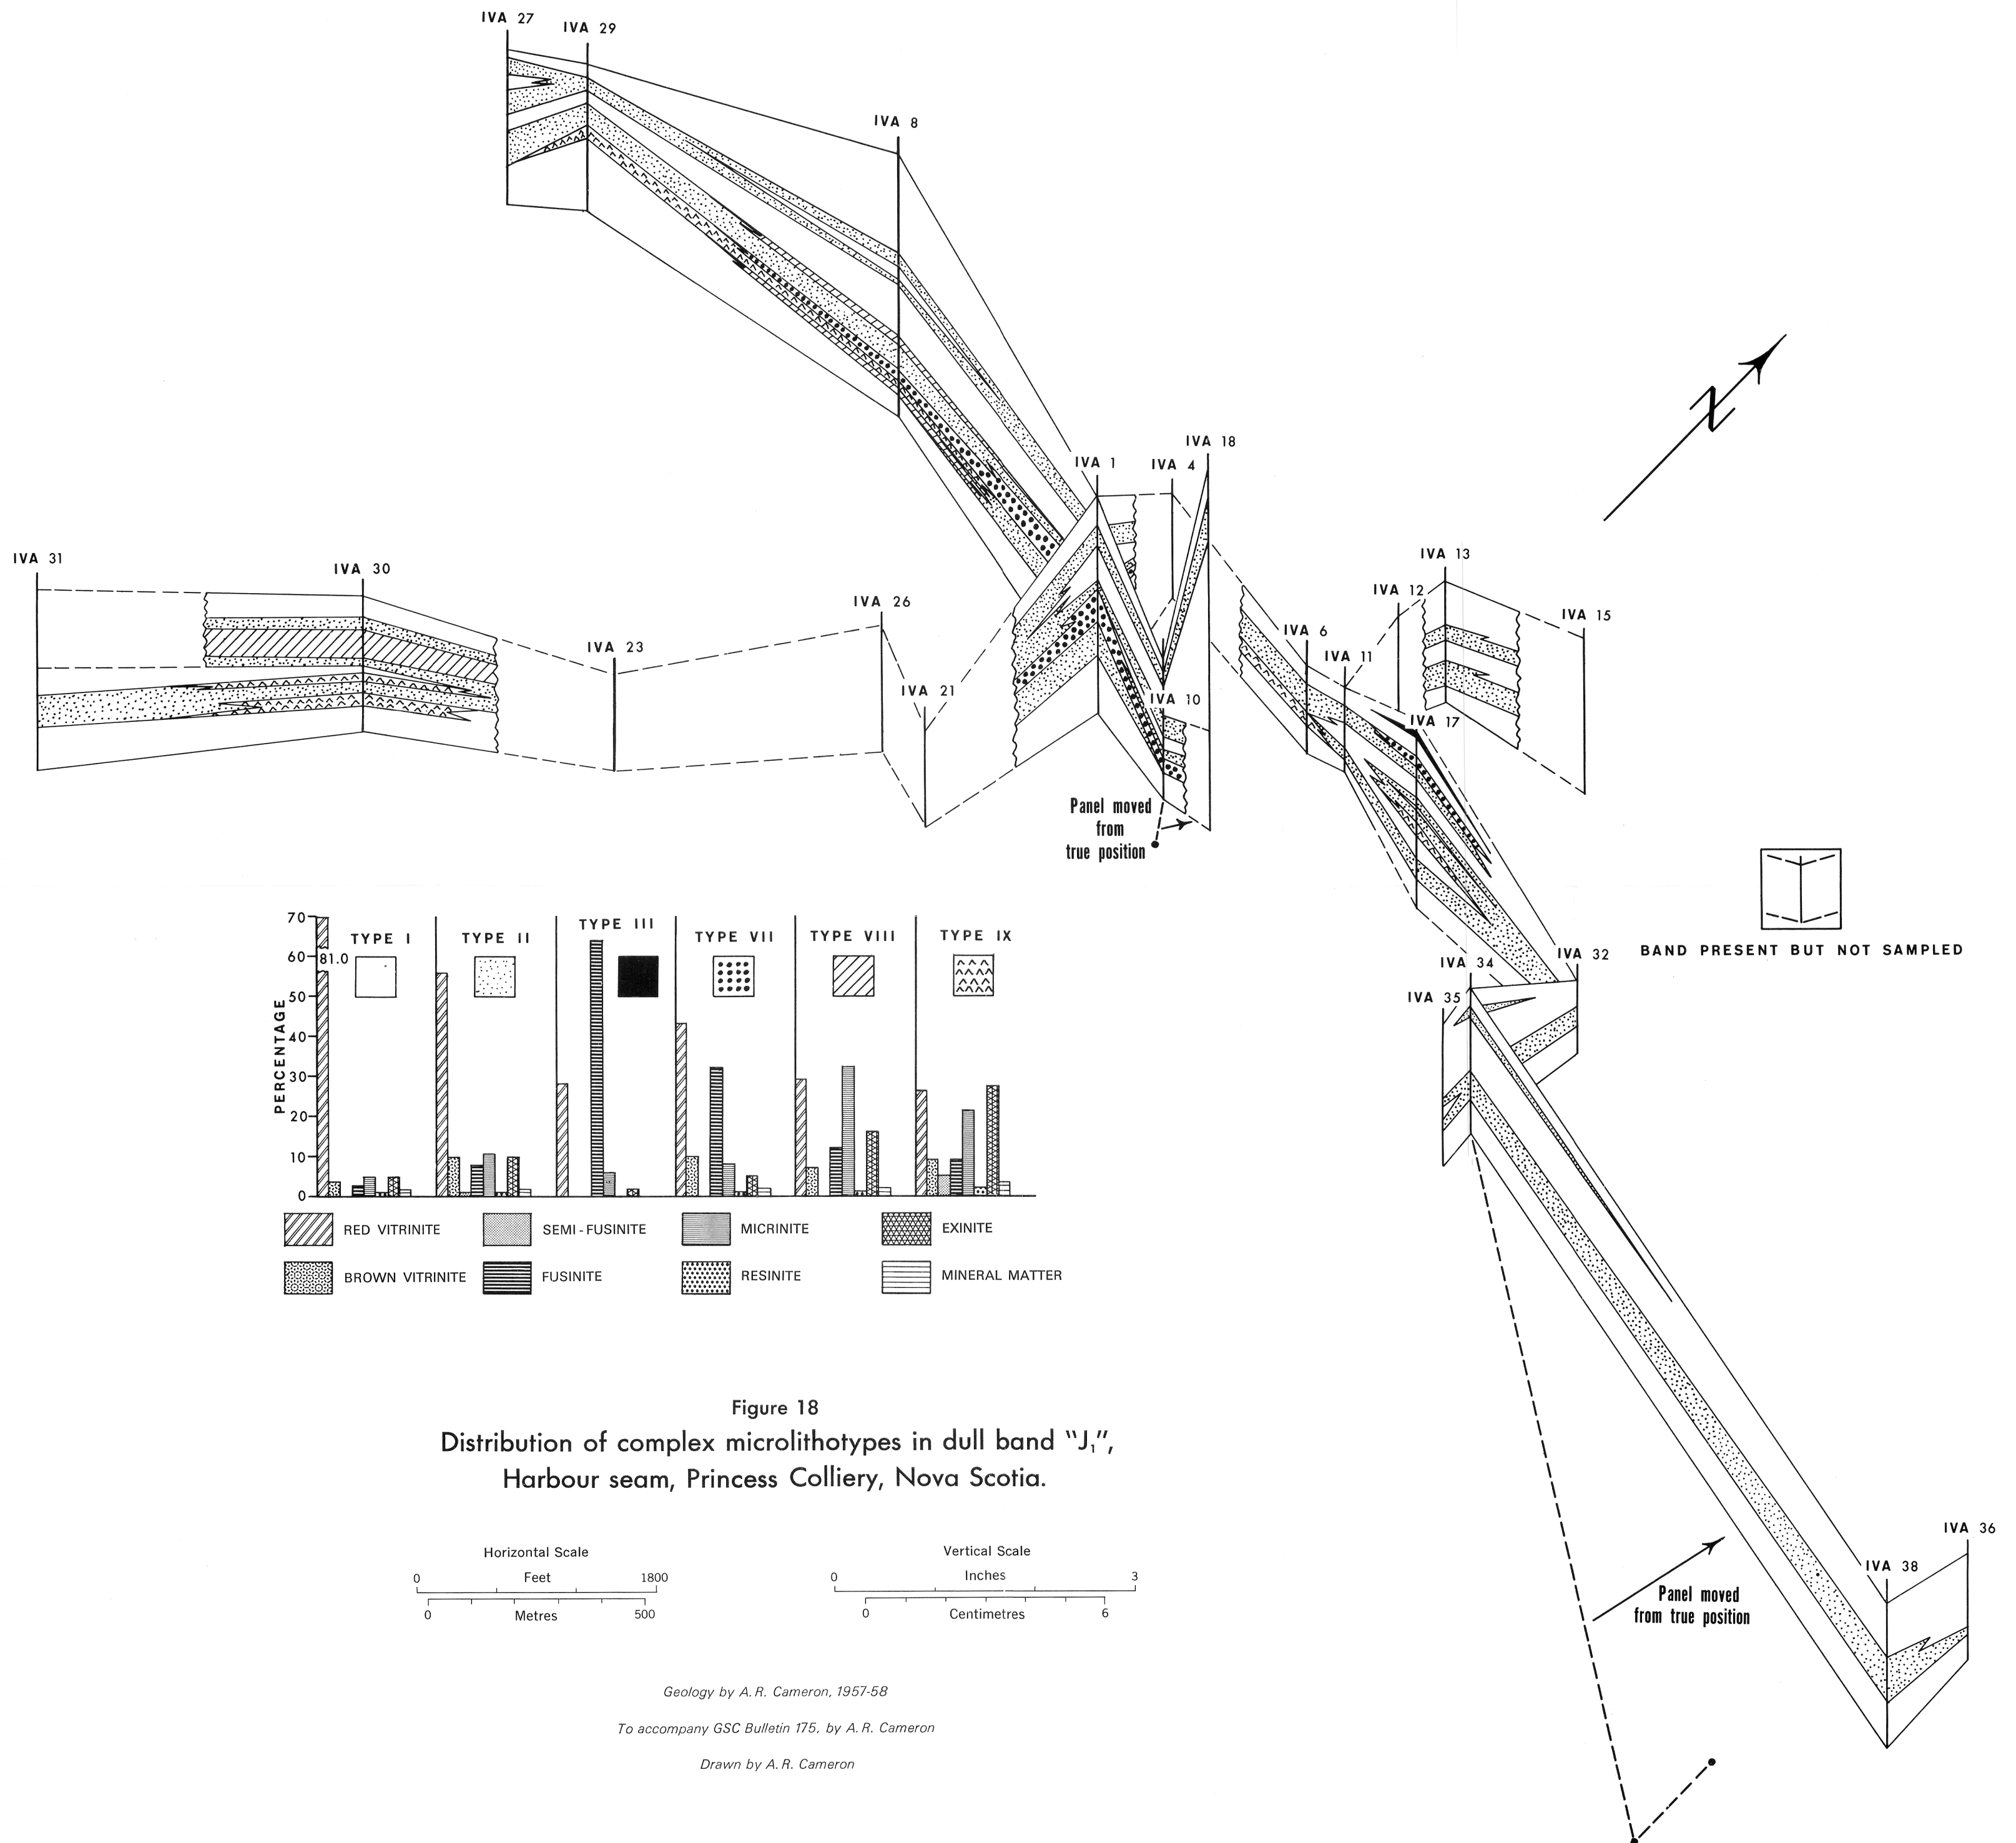 IVA 27
IVA 29
IVA 8
IVA 18
IVA 1
IVA 4
IVA 31
IVA 30
IVA 13
IVA 12
IVA 26
IVA 15
IVA 6
IVA 23
IVA 11
IVA 21
IVA 10
IVA 17
N
Panel moved
from
true position
BAND PRESENT BUT NOT SAMPLED
IVA 32
IVA 34
IVA 35
PERCENTAGE
70
60
50
40
30
20
10
0
81.0
TYPE I
TYPE II
TYPE III
TYPE VII
TYPE VIII
TYPE IX
RED VITRINITE
SEMI-FUSINITE
MICRINITE
EXINITE
BROWN VITRINITE
FUSINITE
RESINITE
MINERAL MATTER
Figure 18
Distribution of complex microlithotypes in dull band “J₁”,
Harbour seam, Princess Colliery, Nova Scotia.
Horizontal Scale
Feet
0 1800
0 Metres 500
Vertical Scale
Inches
0 3
0 Centimetres 6
IVA 36
IVA 38
Panel moved
from true position
Geology by A.R. Cameron, 1957-58
To accompany GSC Bulletin 175, by A.R. Cameron
Drawn by A.R. Cameron